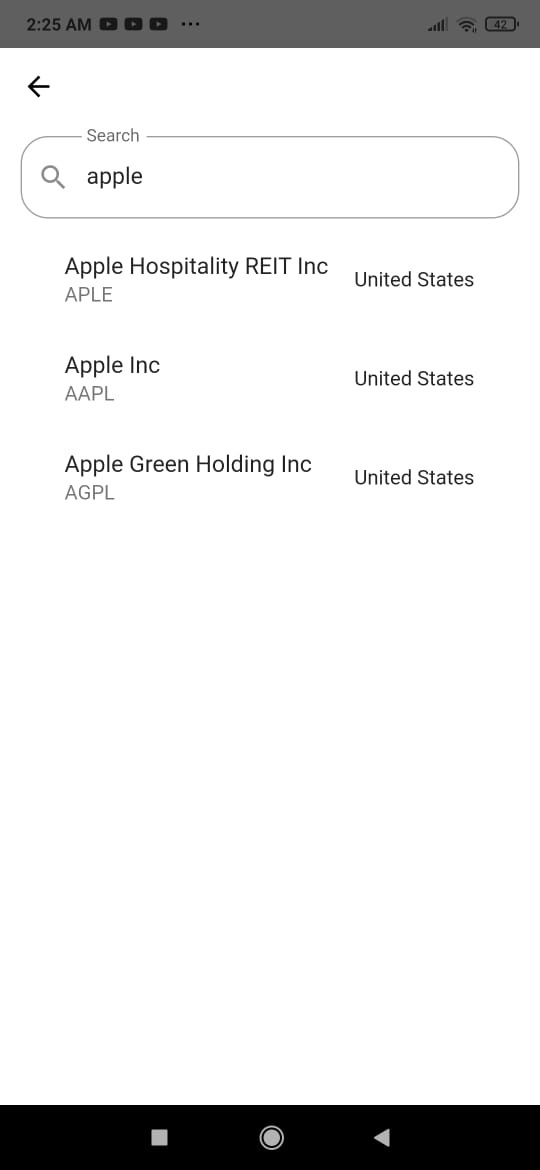 2:25 AM
42
Search
apple
Apple Hospitality REIT Inc
APLE
United States
Apple Inc
AAPL
United States
Apple Green Holding Inc
AGPL
United States